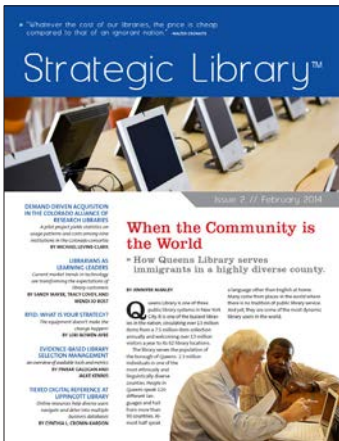 "Whatever the cost of our libraries, the price is cheap
compared to that of an ignorant nation." WALTER CRONKITE
Strategic Library™
Issue 2 // February 2014
DEMAND DRIVEN ACQUISITION
IN THE COLORADO ALLIANCE OF
RESEARCH LIBRARIES
A pilot project yields statistics on
usage patterns and costs among nine
institutions in the Colorado consortia
BY MICHAEL LEVINE-CLARK
LIBRARIANS AS
LEARNING LEADERS
Current market trends in technology
are transforming the expectations of
library customers
BY SANDY HIRSH, TRACY COVEY, AND
WENDI JO BOST
RFID: WHAT IS YOUR STRATEGY?
The equipment doesn't make the
change happen
BY LORI BOWEN AYRE
EVIDENCE-BASED LIBRARY
SELECTION MANAGEMENT
An overview of available tools and metrics
BY FINBAR GALLIGAN AND
JALEE KENNIS
TIERED DIGITAL REFERENCE AT
LIPPINCOTT LIBRARY
Online resources help diverse users
navigate and delve into multiple
business databases
BY CYNTHIA L. CRONIN-KARDON
When the Community is
the World
» How Queens Library serves
immigrants in a highly diverse county.
BY JENNIFER MANLEY
Queens Library is one of three
public library systems in New York
City. It is one of the busiest librar-
ies in the nation, circulating over 15 million
items from a 7.5 million-item collection
annually and welcoming over 13 million
visitors a year to its 62 library locations.
The library serves the population of
the borough of Queens: 2.3 million
individuals in one of the
most ethnically and
linguistically diverse
counties. People in
Queens speak 120
different lan-
guages and hail
from more than
90 countries. Al-
most half speak
a language other than English at home.
Many come from places in the world where
there is no tradition of public library service.
And yet, they are some of the most dynamic
library users in the world.